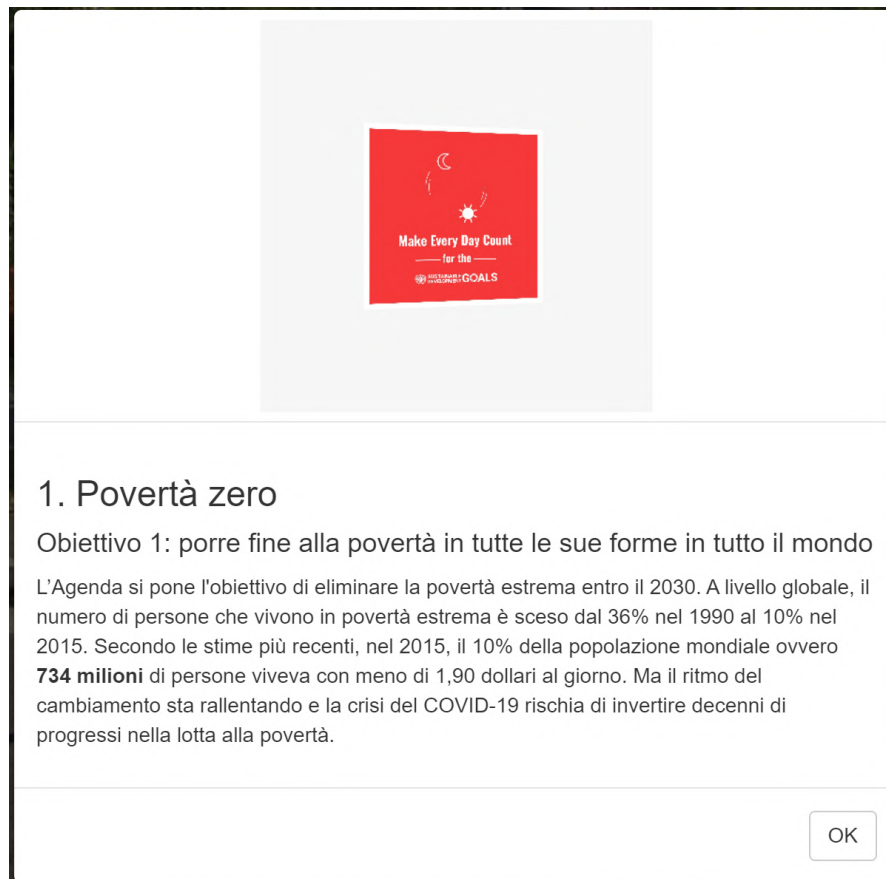 Make Every Day Count
for the
SUSTAINABLE
DEVELOPMENT GOALS
1. Povertà zero
Obiettivo 1: porre fine alla povertà in tutte le sue forme in tutto il mondo
L’Agenda si pone l'obiettivo di eliminare la povertà estrema entro il 2030. A livello globale, il
numero di persone che vivono in povertà estrema è sceso dal 36% nel 1990 al 10% nel
2015. Secondo le stime più recenti, nel 2015, il 10% della popolazione mondiale ovvero
734 milioni di persone viveva con meno di 1,90 dollari al giorno. Ma il ritmo del
cambiamento sta rallentando e la crisi del COVID-19 rischia di invertire decenni di
progressi nella lotta alla povertà.
OK